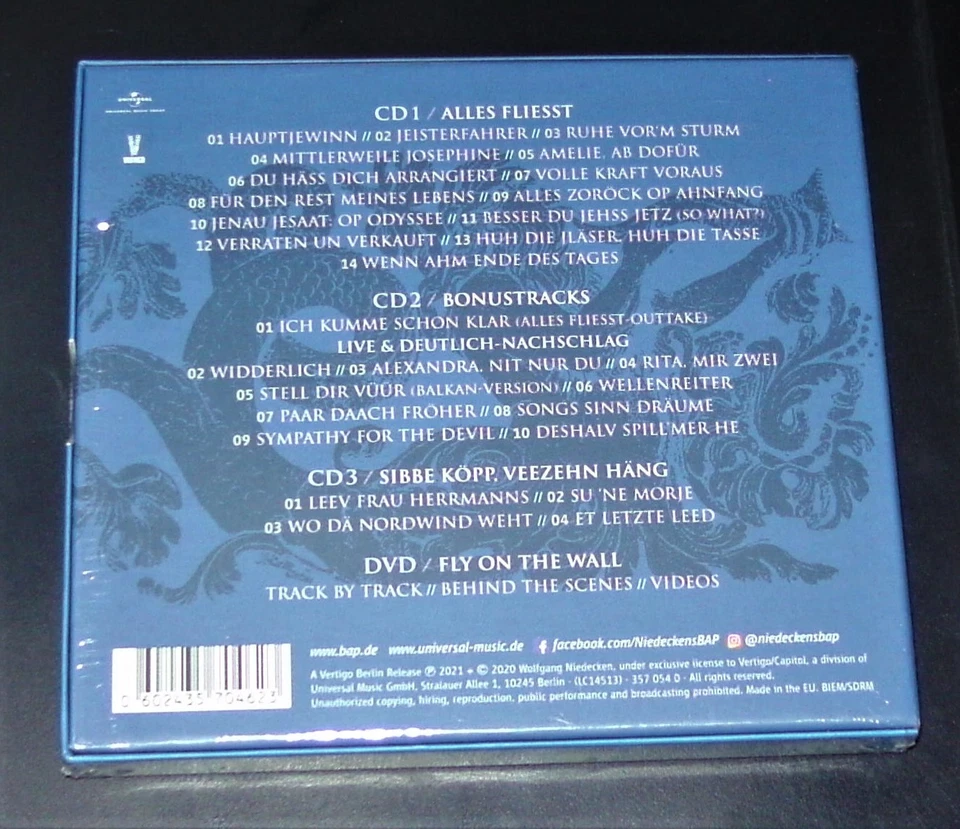 UNIVERSAL
CD 1 / ALLES FLIESST
01 HAUPTJEWINN // 02 JEISTERFAHRER // 03 RUHE VOR'M STURM
04 MITTLERWEILE JOSEPHINE // 05 AMELIE, AB DOFÜR
06 DU HÄSS DICH ARRANGIERT // 07 VOLLE KRAFT VORAUS
08 FÜR DEN REST MEINES LEBENS // 09 ALLES ZORÖCK OP AHNFANG
10 JENAU JESAAT: OP ODYSSEE // 11 BESSER DU JEHSS JETZ (SO WHAT?)
12 VERRATEN UN VERKAUFT // 13 HUH DIE JLÄSER, HUH DIE TASSE
14 WENN AHM ENDE DES TAGES
CD 2 / BONUSTRACKS
01 ICH KUMME SCHON KLAR (ALLES FLIESST-OUTTAKE)
LIVE & DEUTLICH-NACHSCHLAG
02 WIDDERLICH // 03 ALEXANDRA, NIT NUR DU // 04 RITA, MIR ZWEI
05 STELL DIR VÜÜR (BALKAN-VERSION) // 06 WELLENREITER
07 PAAR DAACH FRÖHER // 08 SONGS SINN DRÄUME
09 SYMPATHY FOR THE DEVIL // 10 DESHALV SPILL'MER HE
CD 3 / SIBBE KÖPP, VEEZEHN HÄNG
01 LEEV FRAU HERRMANNS // 02 SU 'NE MORJE
03 WO DÄ NORDWIND WEHT // 04 ET LETZTE LEED
DVD / FLY ON THE WALL
TRACK BY TRACK // BEHIND THE SCENES // VIDEOS
www.bap.de www.universal-music.de facebook.com/NiedeckensBAP @niedeckensbap
A Vertigo Berlin Release ℗ 2021 + © 2020 Wolfgang Niedecken, under exclusive license to Vertigo/Capitol, a division of
Universal Music GmbH, Stralauer Allee 1, 10245 Berlin · (LC14513) · 357 054 0 · All rights reserved.
Unauthorized copying, hiring, reproduction, public performance and broadcasting prohibited. Made in the EU. BIEM/SDRM
0 602435 704623